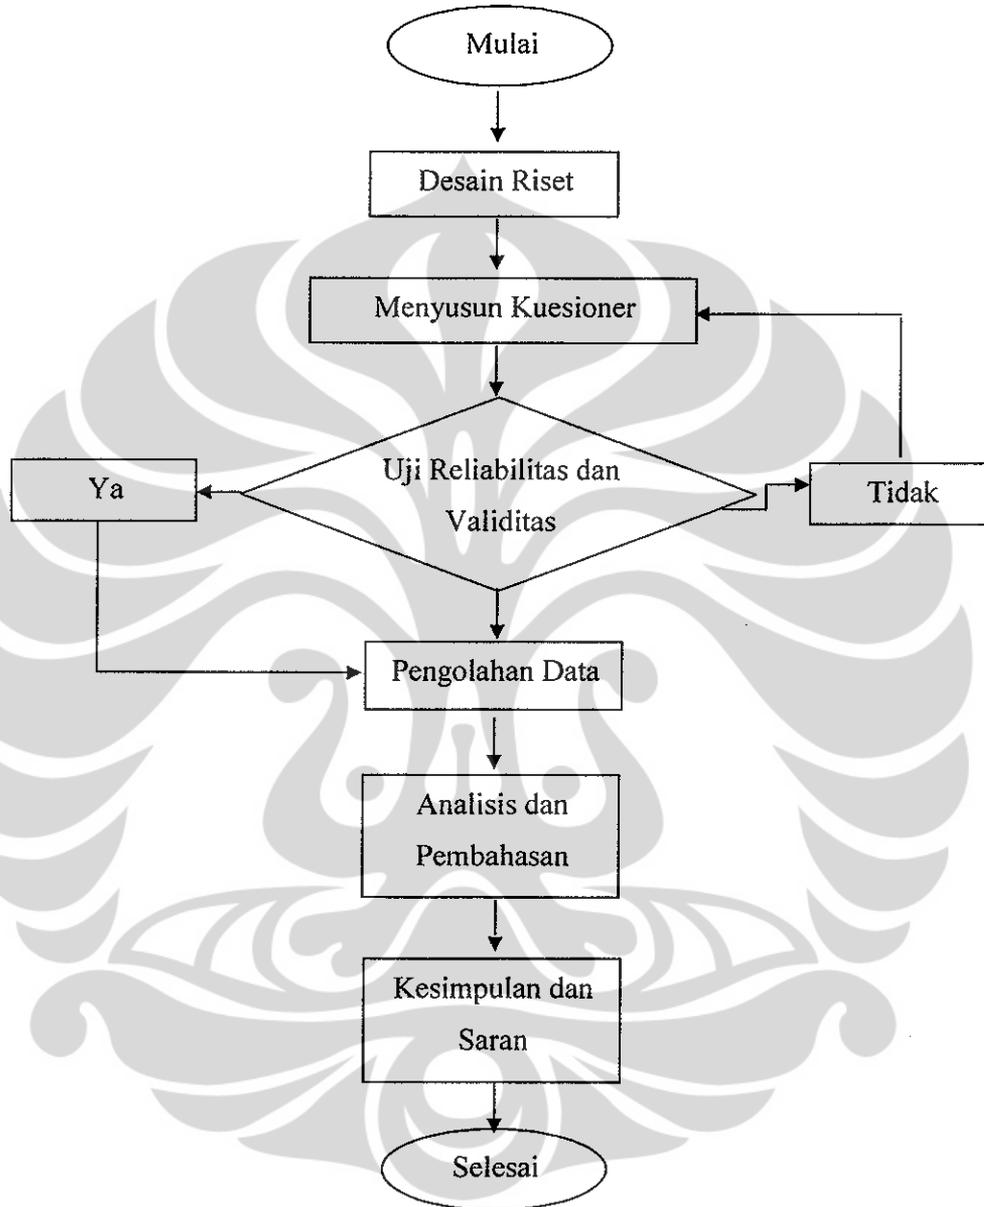 Mulai
Desain Riset
Menyusun Kuesioner
Uji Reliabilitas dan
Validitas
Ya
Tidak
Pengolahan Data
Analisis dan
Pembahasan
Kesimpulan dan
Saran
Selesai